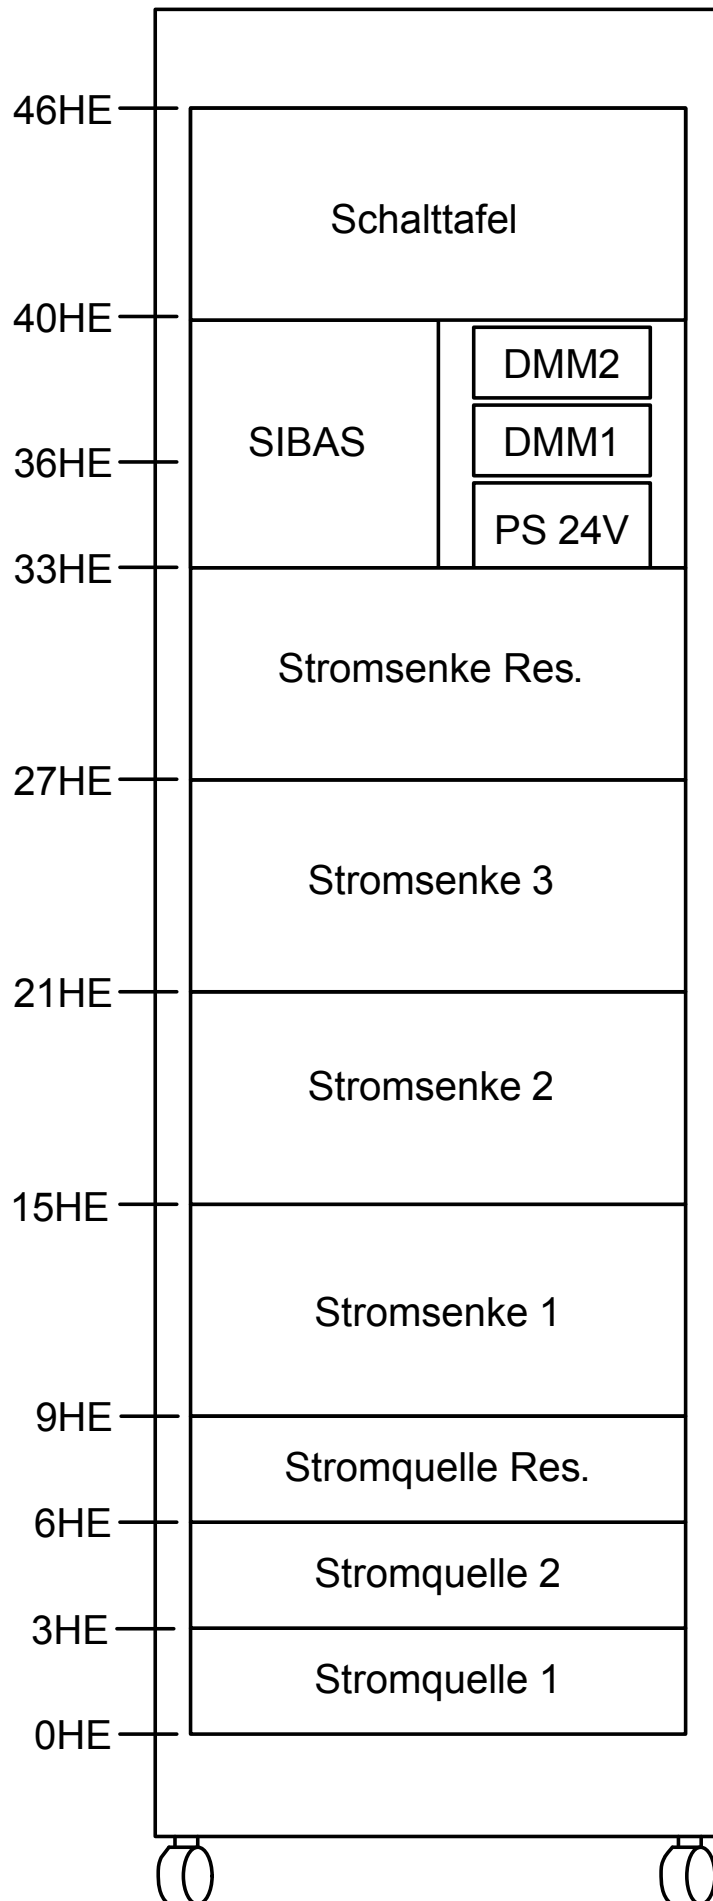 46HE
Schalttafel
40HE
DMM2
SIBAS
DMM1
36HE
PS 24V
33HE
Stromsenke Res.
27HE
Stromsenke 3
21HE
Stromsenke 2
15HE
Stromsenke 1
9HE
Stromquelle Res.
6HE
Stromquelle 2
3HE
Stromquelle 1
0HE